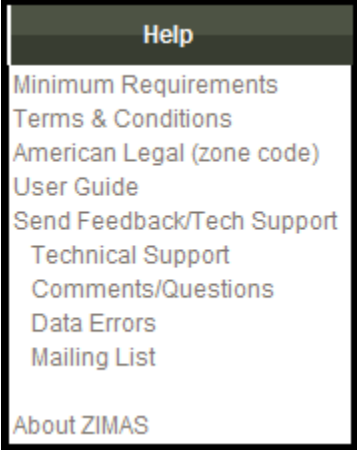 Help
Minimum Requirements
Terms & Conditions
American Legal (zone code)
User Guide
Send Feedback/Tech Support
Technical Support
Comments/Questions
Data Errors
Mailing List
About ZIMAS